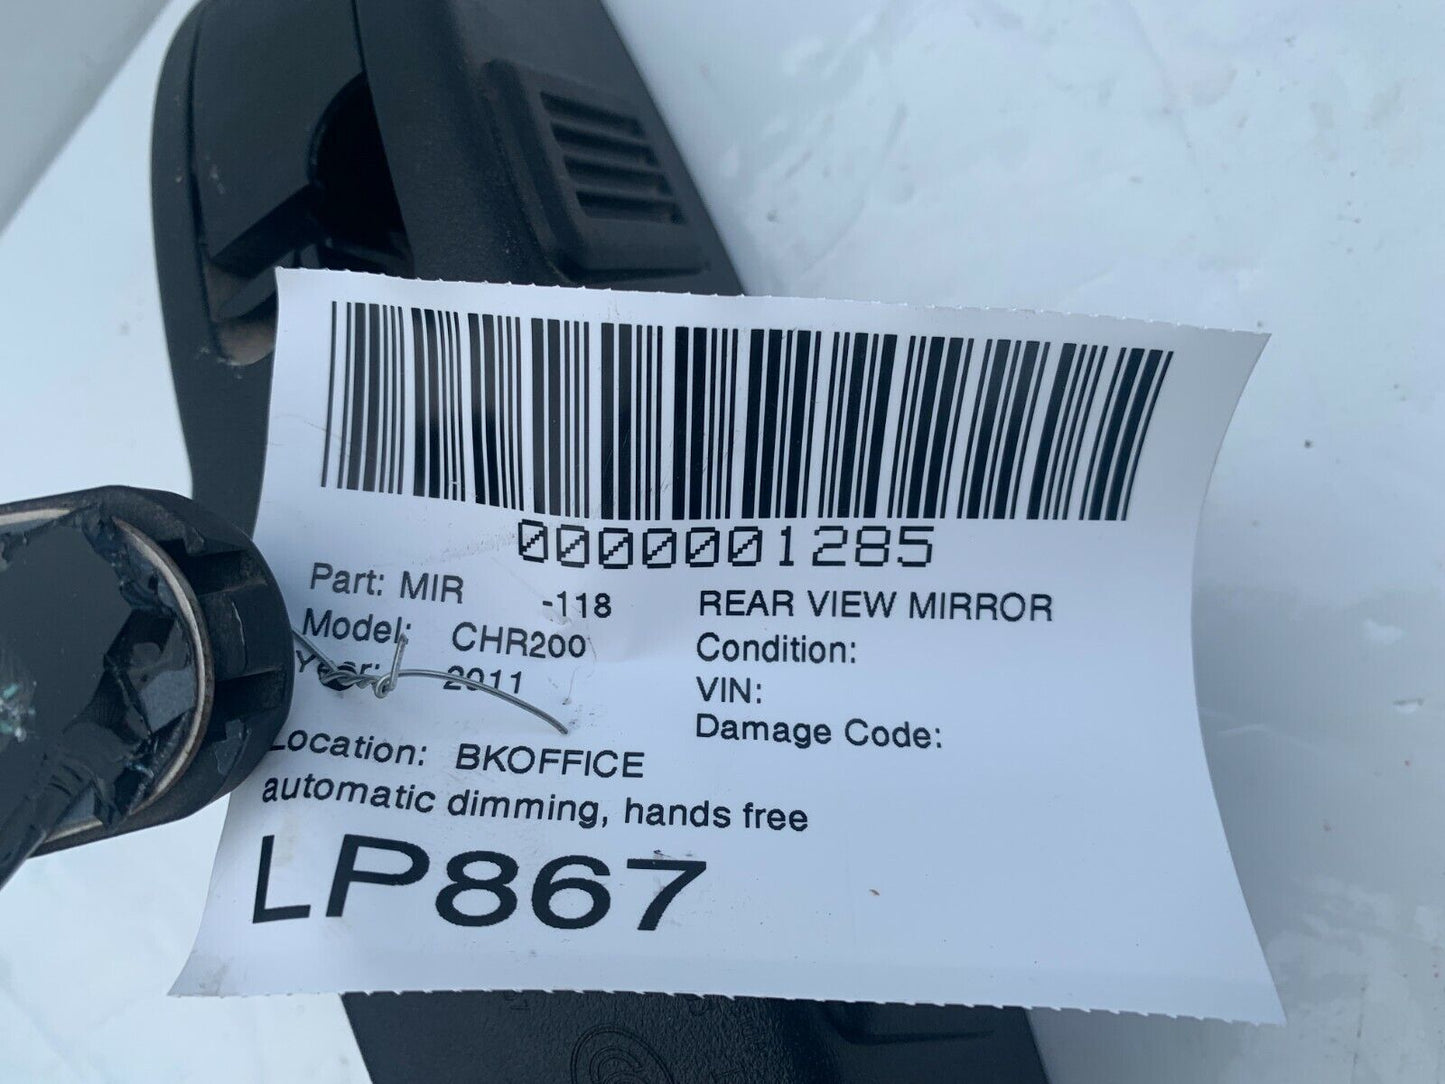 0000001285
Part: MIR -118 REAR VIEW MIRROR
Model: CHR200 Condition:
Year: 2011 VIN:
Damage Code:
Location: BKOFFICE
automatic dimming, hands free
LP867